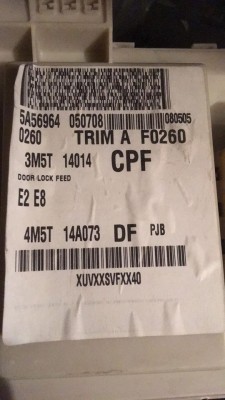 5A56964 050708 080505
0260 TRIM A F0260
3M5T 14014 CPF
DOOR LOCK FEED
E2 E8
4M5T 14A073 DF PJB
XUVXXSVFXX40